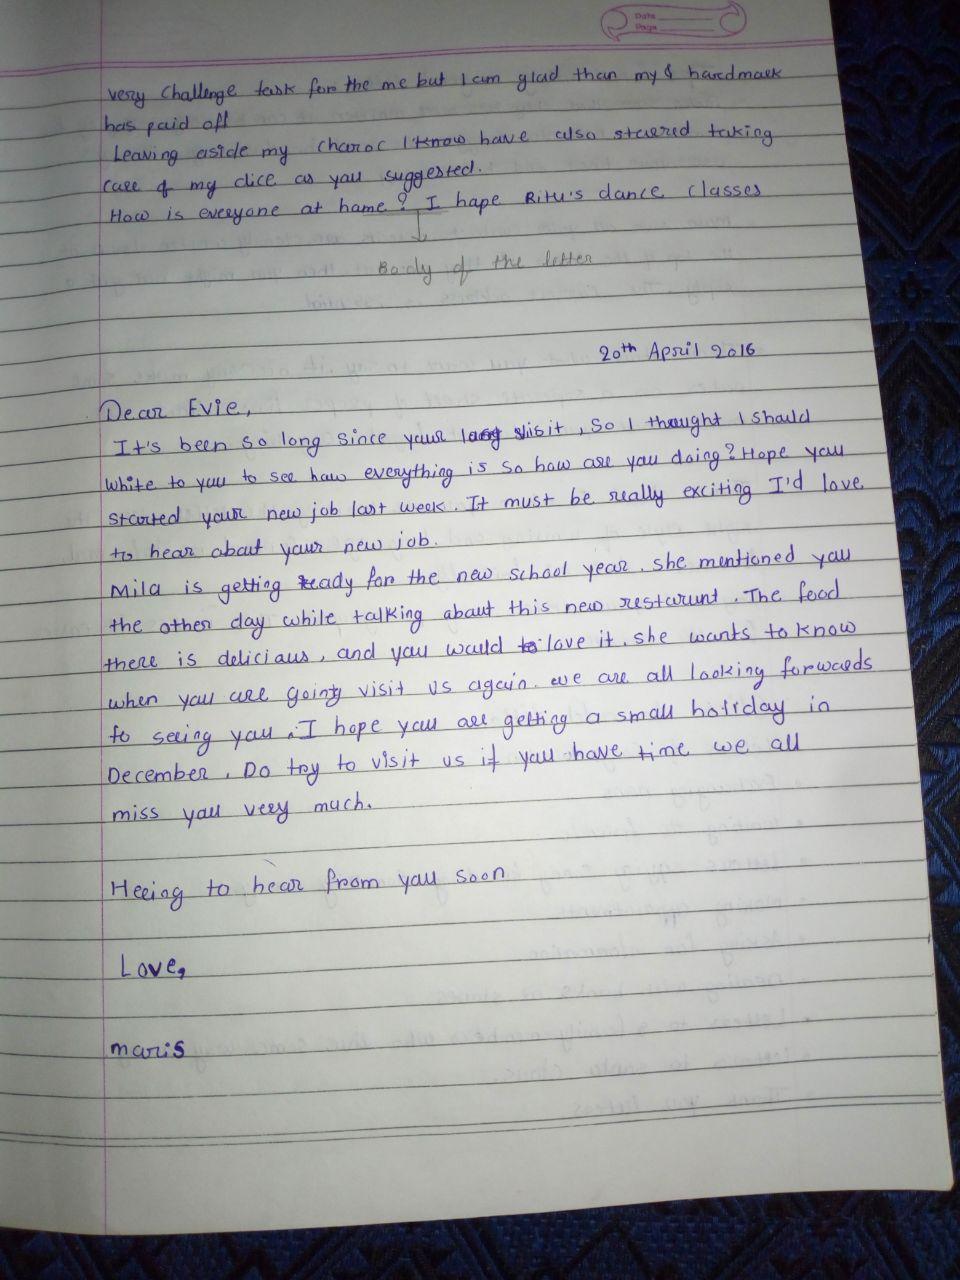 Date
Page
very challenge task for the me but I am glad than my & hardmark
has paid off
Leaving aside my I know have also started taking
care of my dice as you suggested.
How is everyone at home? I hape Ritu's dance classes
Body of the letter
20th April 2016
Dear Evie,
It's been so long since your visit, So I thought I should
white to you to see how everything is so how are you doing? Hope you
started your new job last week. It must be really exciting I'd love
to hear about your new job.
Mila is getting ready for the new school year. she mentioned you
the other day while talking about this new restarunt. The food
there is delicious, and you would love it. she wants to know
when you are going visit us again. we are all looking forwards
to seeing you. I hope you are getting a small holiday in
December. Do try to visit us if you have time we all
miss you very much.
to hear from you soon
Love,
maris